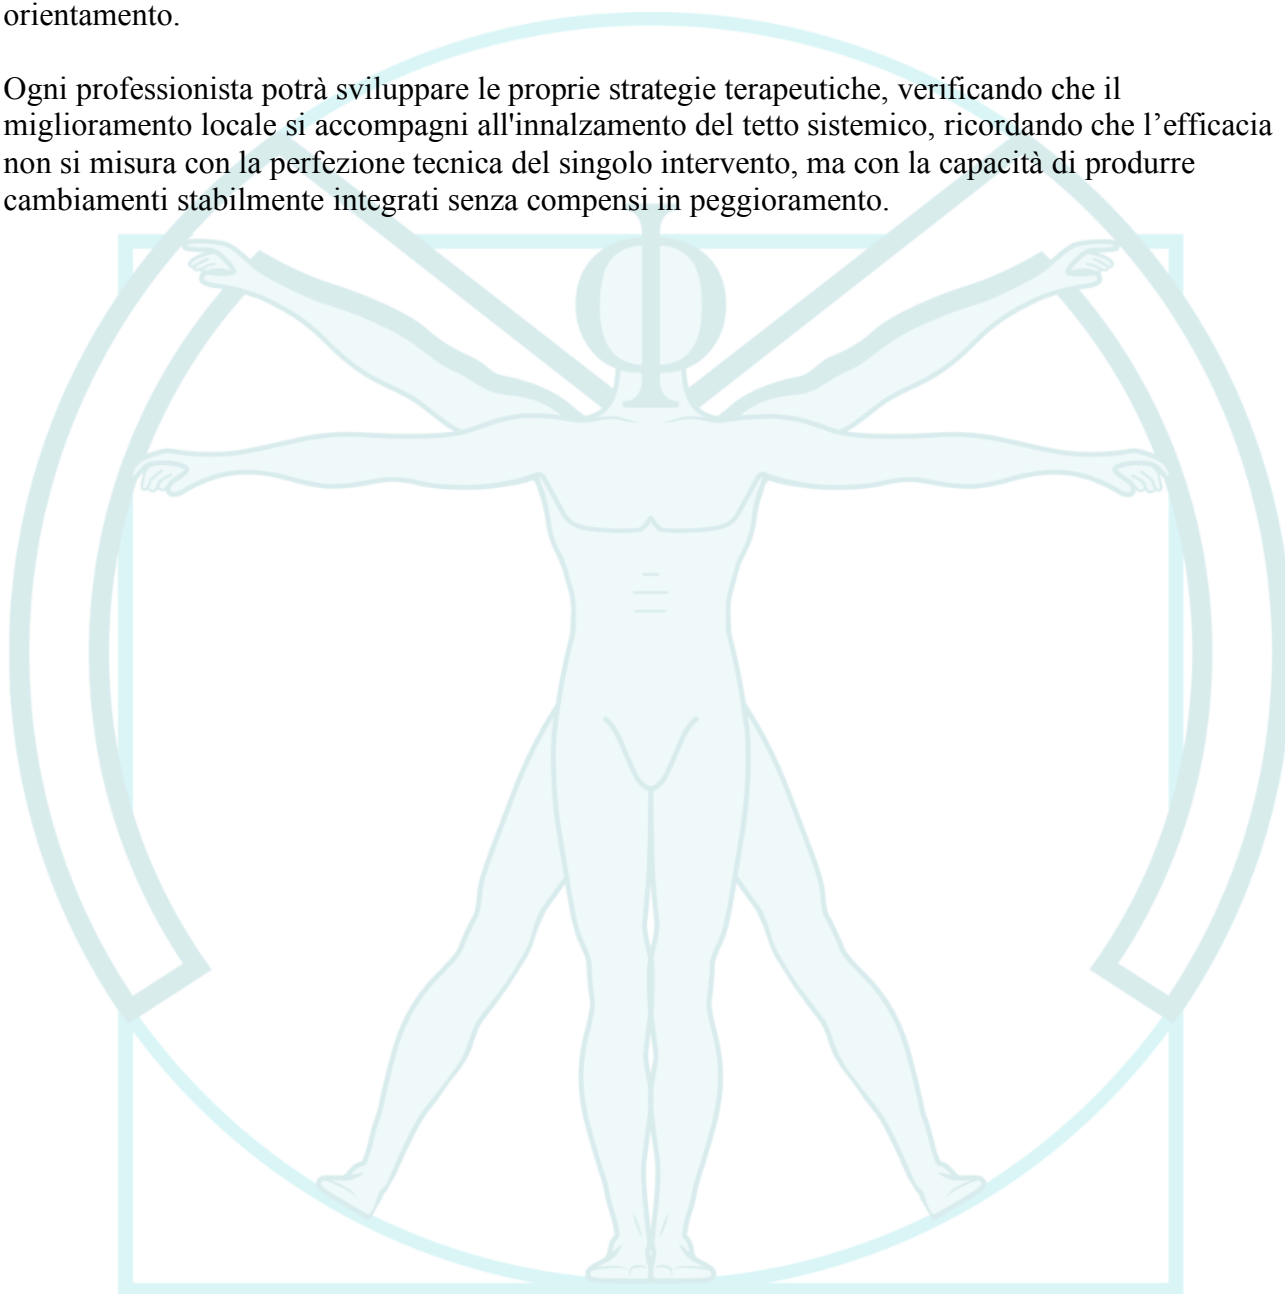 orientamento.
Ogni professionista potrà sviluppare le proprie strategie terapeutiche, verificando che il
miglioramento locale si accompagni all'innalzamento del tetto sistemico, ricordando che l’efficacia
non si misura con la perfezione tecnica del singolo intervento, ma con la capacità di produrre
cambiamenti stabilmente integrati senza compensi in peggioramento.
Φ